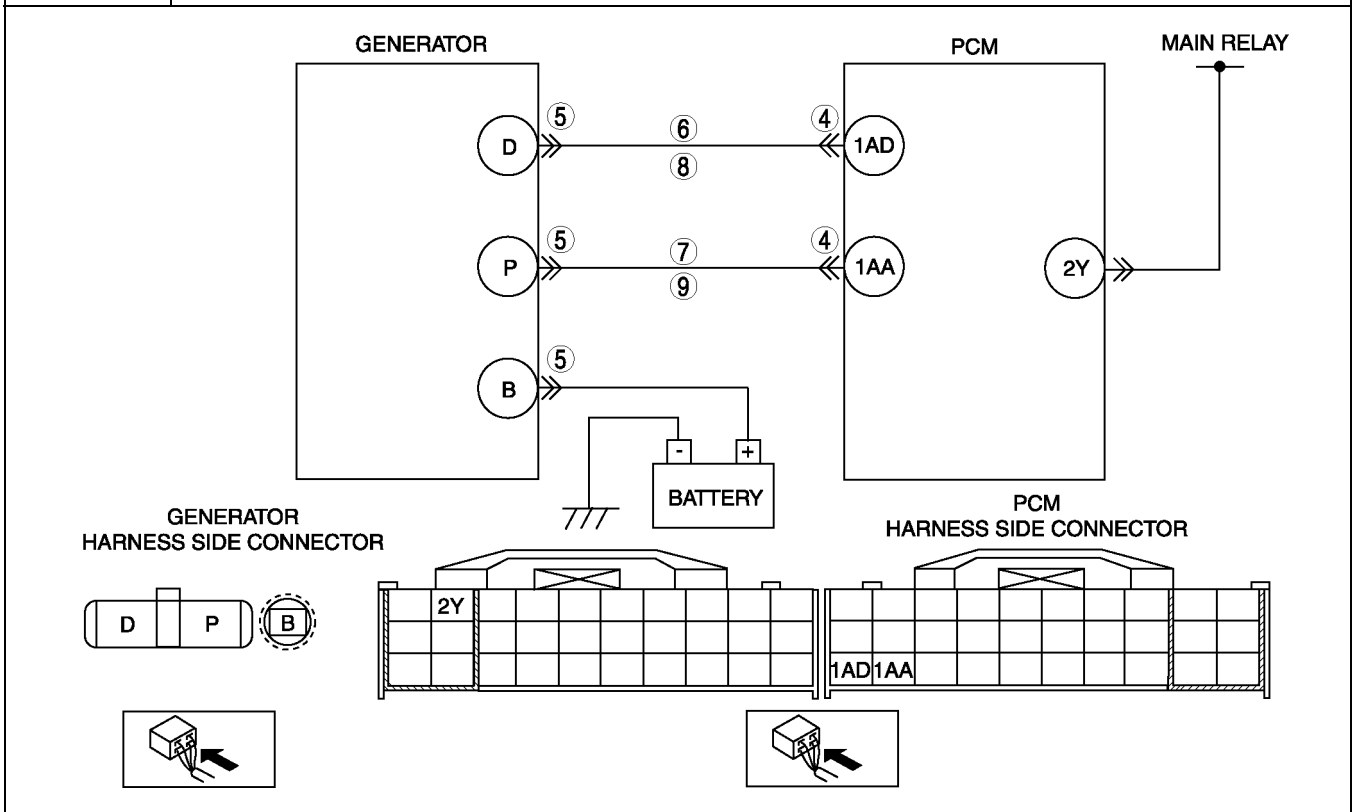 GENERATOR
PCM
MAIN RELAY
⑤ ⑥ ④
D 1AD
⑧
⑤ ⑦ ④
P 1AA 2Y
⑨
⑤
B
- +
BATTERY
GENERATOR
HARNESS SIDE CONNECTOR
PCM
HARNESS SIDE CONNECTOR
D P B
2Y
1AD 1AA